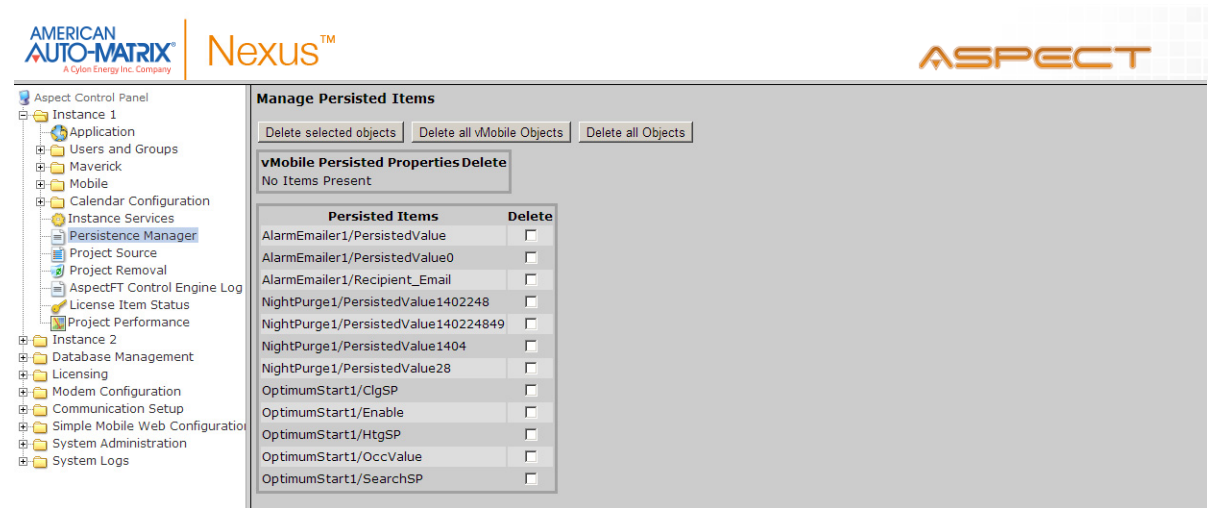 AMERICAN
AUTO-MATRIX®
A Cylon Energy Inc. Company
Nexus™
ASPECT
Aspect Control Panel
Instance 1
Application
Users and Groups
Maverick
Mobile
Calendar Configuration
Instance Services
Persistence Manager
Project Source
Project Removal
AspectFT Control Engine Log
License Item Status
Project Performance
Instance 2
Database Management
Licensing
Modem Configuration
Communication Setup
Simple Mobile Web Configuration
System Administration
System Logs
Manage Persisted Items
Delete selected objects Delete all vMobile Objects Delete all Objects
vMobile Persisted Properties Delete
No Items Present
Persisted Items Delete
AlarmEmailer1/PersistedValue
AlarmEmailer1/PersistedValue0
AlarmEmailer1/Recipient_Email
NightPurge1/PersistedValue1402248
NightPurge1/PersistedValue140224849
NightPurge1/PersistedValue1404
NightPurge1/PersistedValue28
OptimumStart1/ClgSP
OptimumStart1/Enable
OptimumStart1/HtgSP
OptimumStart1/OccValue
OptimumStart1/SearchSP